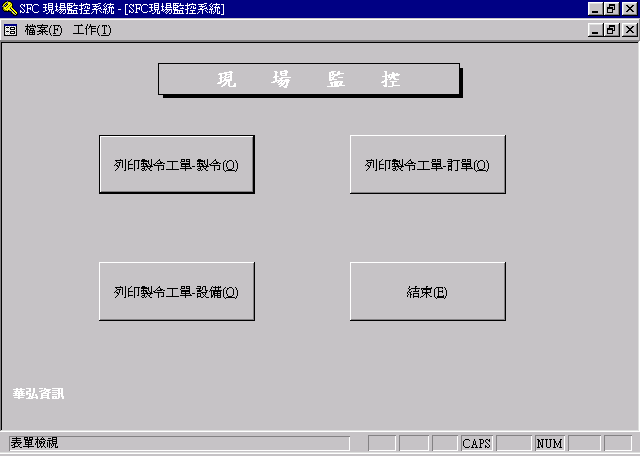 SFC 現場監控系統 - [SFC現場監控系統]
檔案(F) 工作(T)
現 場 監 控
列印製令工單-製令(O) 列印製令工單-訂單(O)
列印製令工單-設備(O) 結束(E)
華弘資訊
表單檢視 CAPS NUM